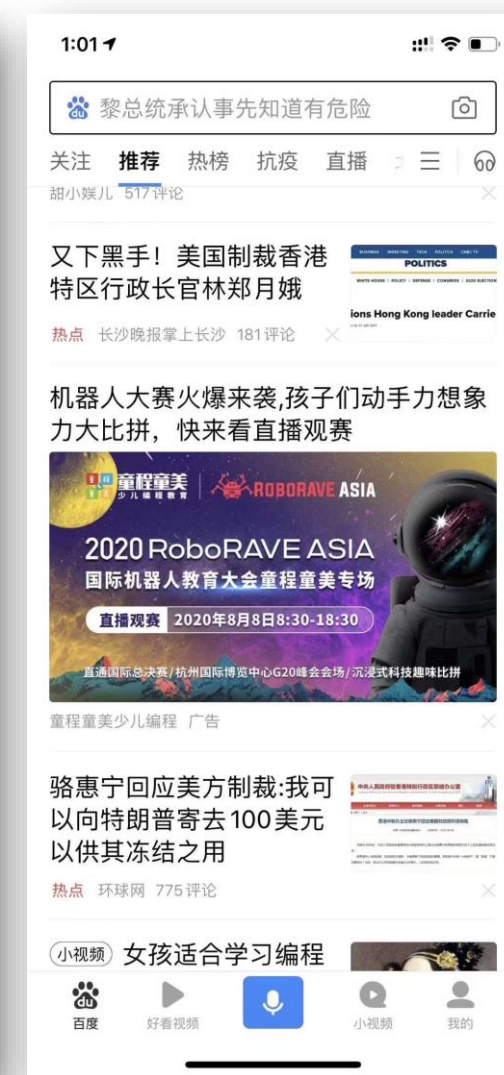 1:01
黎总统承认事先知道有危险
关注 推荐 热榜 抗疫 直播
甜小娱儿 517评论
又下黑手！美国制裁香港
特区行政长官林郑月娥
POLITICS
WHITE HOUSE | POLICY | DEFENSE | CONGRESS | 2020 ELECTION
ions Hong Kong leader Carrie
热点 长沙晚报掌上长沙 181评论
机器人大赛火爆来袭,孩子们动手力想象
力大比拼，快来看直播观赛
童程童美
少儿编程教育
ROBORAVE ASIA
2020 RoboRAVE ASIA
国际机器人教育大会童程童美专场
直播观赛 2020年8月8日8:30-18:30
直通国际总决赛/杭州国际博览中心G20峰会会场/沉浸式科技趣味比拼
童程童美少儿编程 广告
骆惠宁回应美方制裁:我可
以向特朗普寄去100美元
以供其冻结之用
热点 环球网 775评论
小视频 女孩适合学习编程
百度 好看视频 小视频 我的